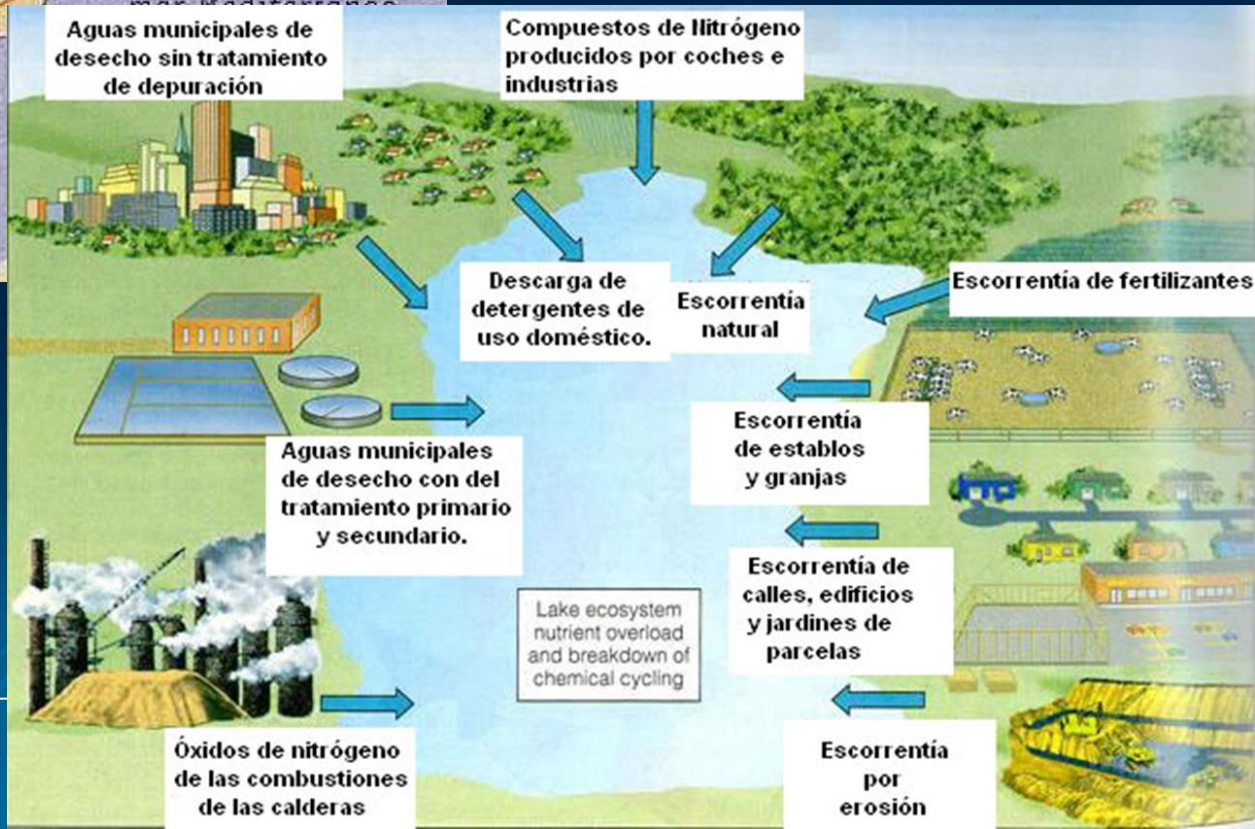 mar Mediterráneo
Aguas municipales de
desecho sin tratamiento
de depuración
Compuestos de Nitrógeno
producidos por coches e
industrias
Descarga de
detergentes de
uso doméstico.
Escorrentía
natural
Escorrentía de fertilizantes
Aguas municipales
de desecho con del
tratamiento primario
y secundario.
Escorrentía
de establos
y granjas
Escorrentía de
calles, edificios
y jardines de
parcelas
Lake ecosystem
nutrient overload
and breakdown of
chemical cycling
Óxidos de nitrógeno
de las combustiones
de las calderas
Escorrentía
por
erosión